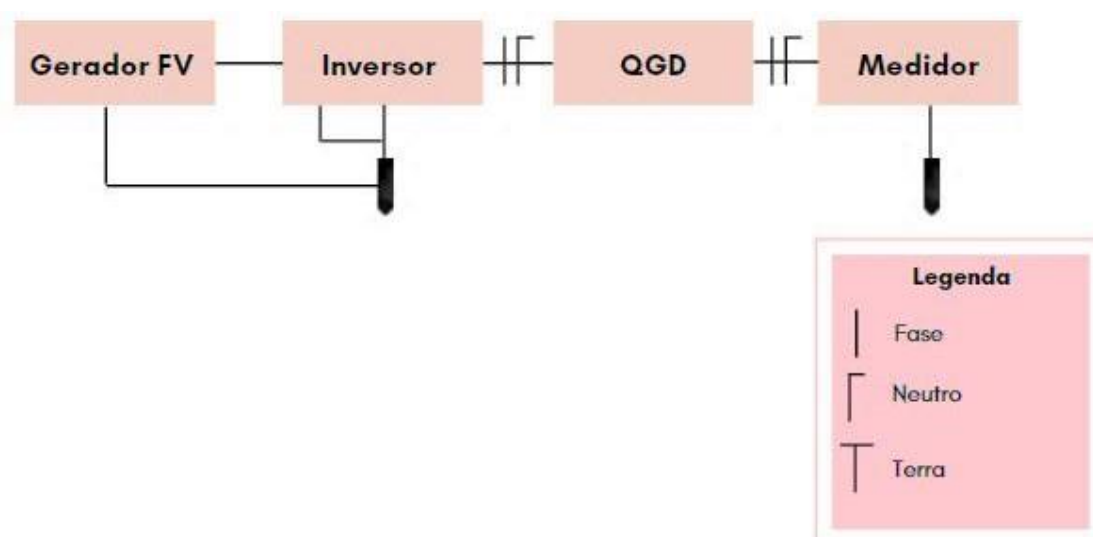 Gerador FV
Inversor
QGD
Medidor
Legenda
Fase
Neutro
Terra